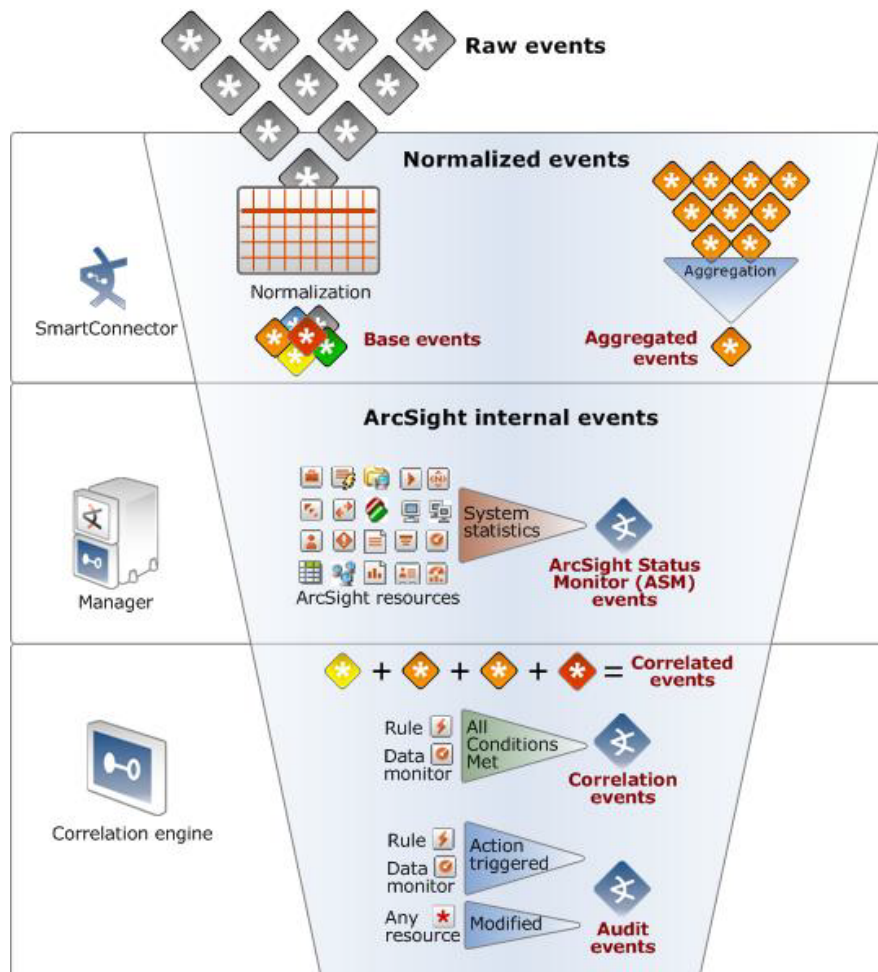 Raw events
Normalized events
Aggregation
Normalization
SmartConnector
Base events
Aggregated
events
ArcSight internal events
System
statistics
ArcSight Status
Monitor (ASM)
events
ArcSight resources
Manager
+ + + = Correlated
events
Rule
Data
monitor
All
Conditions
Met
Correlation
events
Correlation engine
Rule
Data
monitor
Action
triggered
Any
resource
Modified
Audit
events